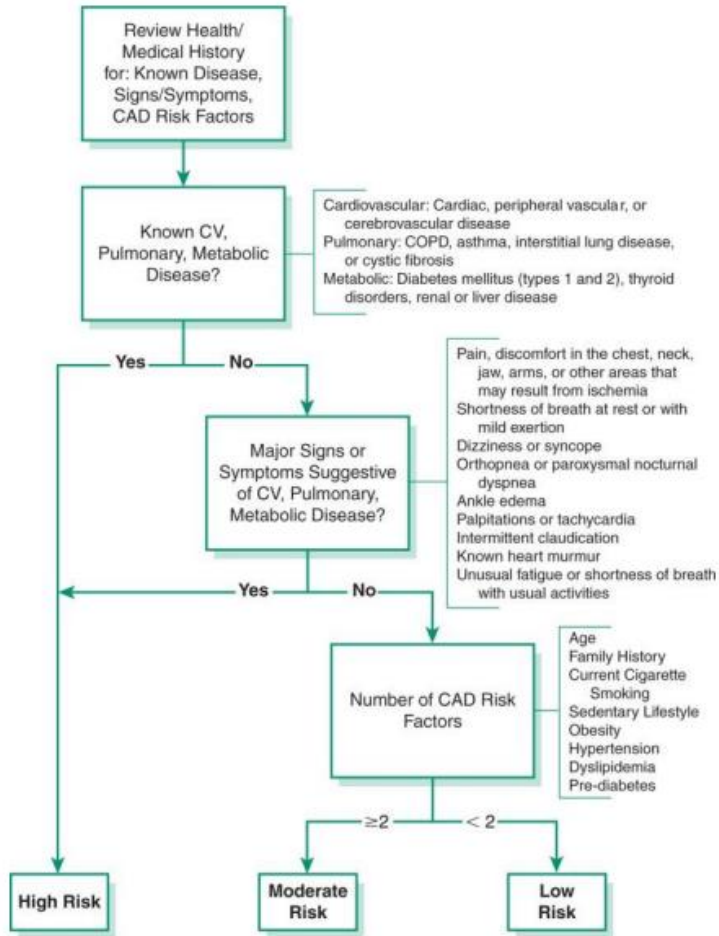 Review Health/
Medical History
for: Known Disease,
Signs/Symptoms,
CAD Risk Factors
Known CV,
Pulmonary, Metabolic
Disease?
Cardiovascular: Cardiac, peripheral vascular, or
cerebrovascular disease
Pulmonary: COPD, asthma, interstitial lung disease,
or cystic fibrosis
Metabolic: Diabetes mellitus (types 1 and 2), thyroid
disorders, renal or liver disease
Yes
No
Major Signs or
Symptoms Suggestive
of CV, Pulmonary,
Metabolic Disease?
Pain, discomfort in the chest, neck,
jaw, arms, or other areas that
may result from ischemia
Shortness of breath at rest or with
mild exertion
Dizziness or syncope
Orthopnea or paroxysmal nocturnal
dyspnea
Ankle edema
Palpitations or tachycardia
Intermittent claudication
Known heart murmur
Unusual fatigue or shortness of breath
with usual activities
Yes
No
Number of CAD Risk
Factors
Age
Family History
Current Cigarette
Smoking
Sedentary Lifestyle
Obesity
Hypertension
Dyslipidemia
Pre-diabetes
≥2
< 2
High Risk
Moderate
Risk
Low
Risk